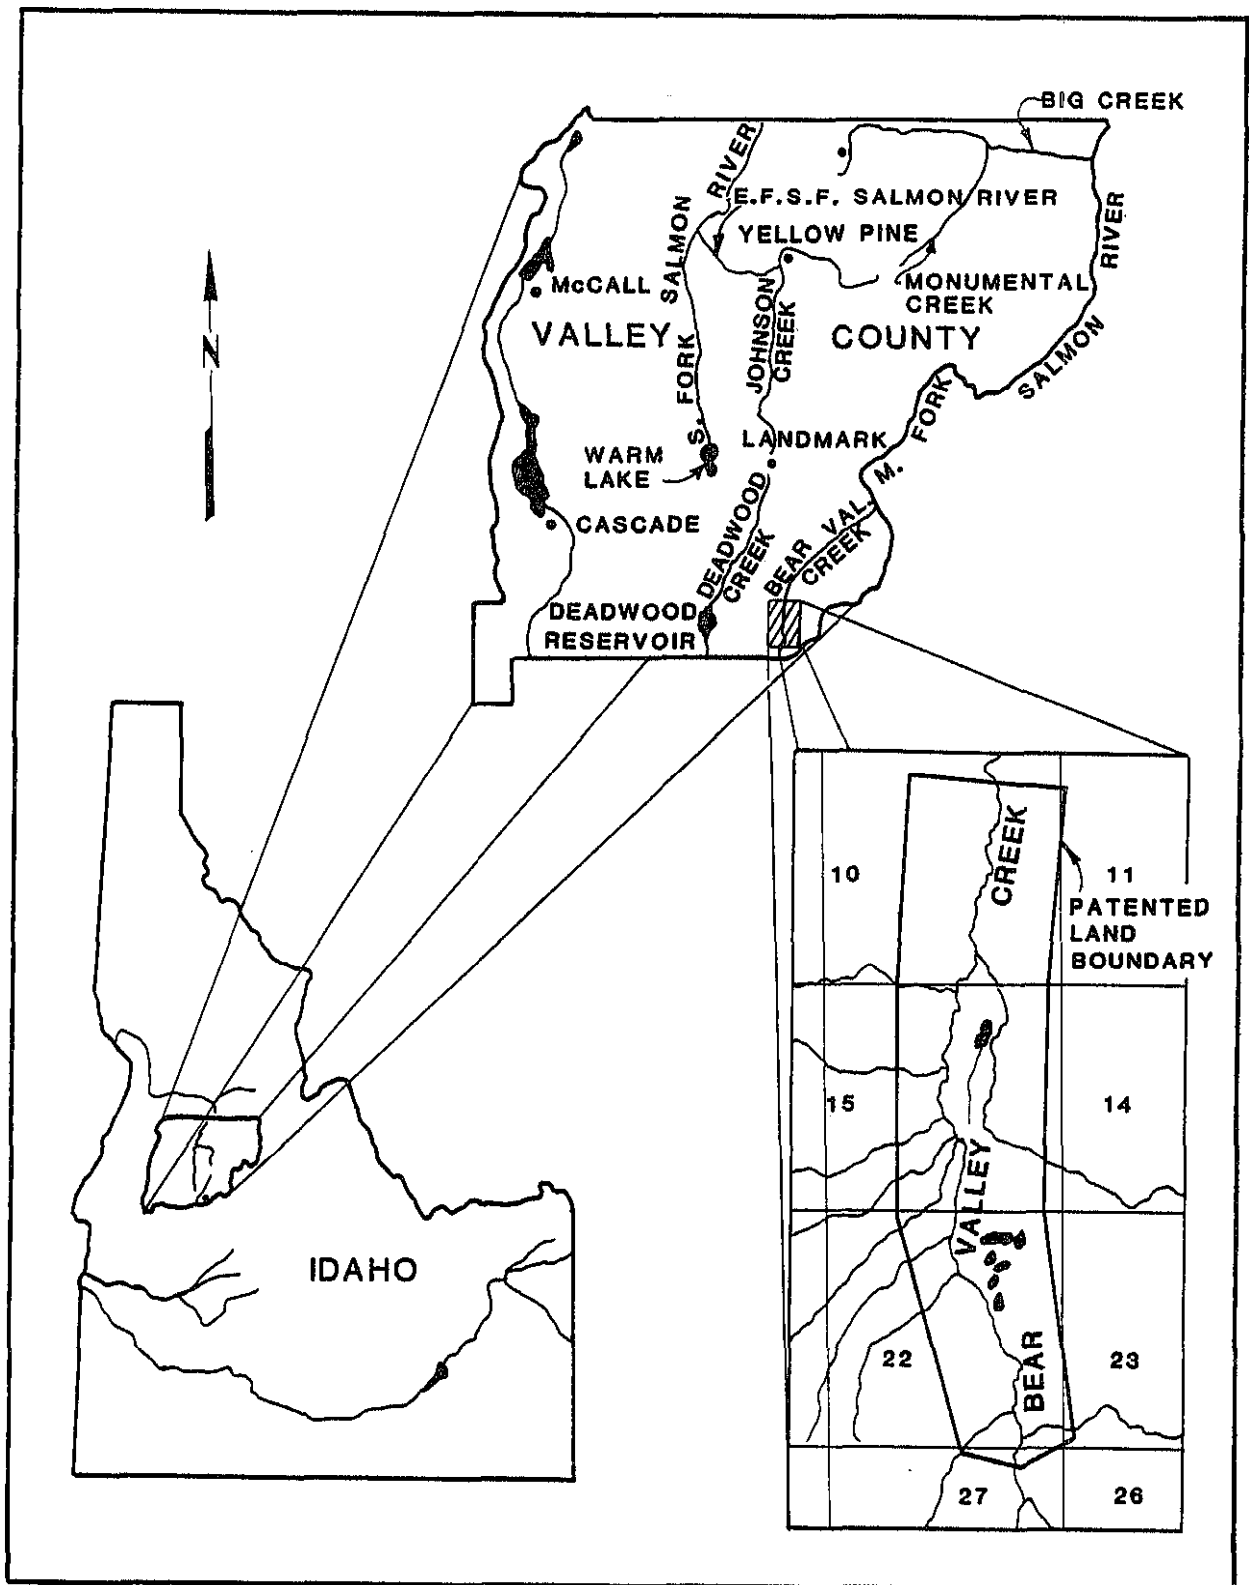 BIG CREEK
SALMON RIVER
E.F.S.F. SALMON RIVER
YELLOW PINE
MONUMENTAL
CREEK
McCALL
VALLEY COUNTY
JOHNSON
CREEK
S. FORK
M. FORK SALMON RIVER
LANDMARK
WARM
LAKE
CASCADE
DEADWOOD
CREEK
BEAR VAL.
CREEK
DEADWOOD
RESERVOIR
N
IDAHO
10
11
PATENTED
LAND
BOUNDARY
15
14
22
23
27
26
BEAR VALLEY CREEK